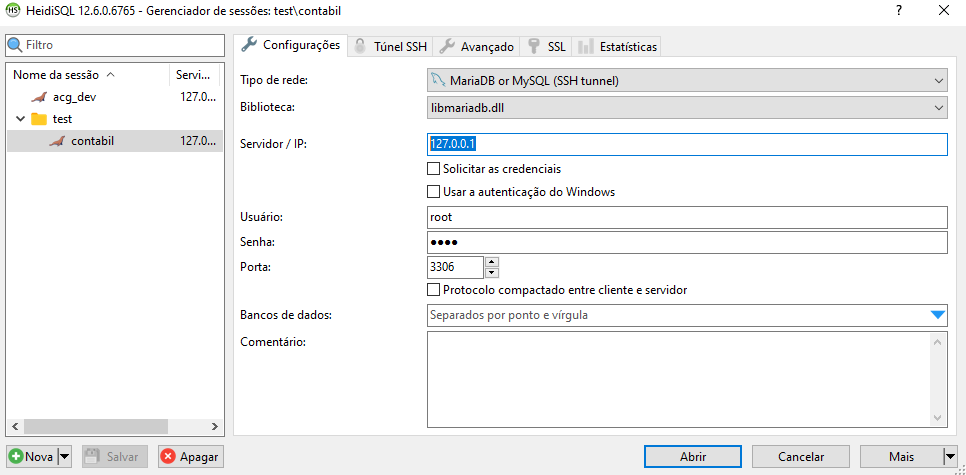 HeidiSQL 12.6.0.6765 - Gerenciador de sessões: test\contabil
Filtro
Nome da sessão Servi...
acg_dev 127.0...
test
contabil 127.0...
Nova Salvar Apagar
Configurações Túnel SSH Avançado SSL Estatísticas
Tipo de rede: MariaDB or MySQL (SSH tunnel)
Biblioteca: libmariadb.dll
Servidor / IP: 127.0.0.1
Solicitar as credenciais
Usar a autenticação do Windows
Usuário: root
Senha: ●●●●
Porta: 3306
Protocolo compactado entre cliente e servidor
Bancos de dados: Separados por ponto e vírgula
Comentário:
Abrir Cancelar Mais